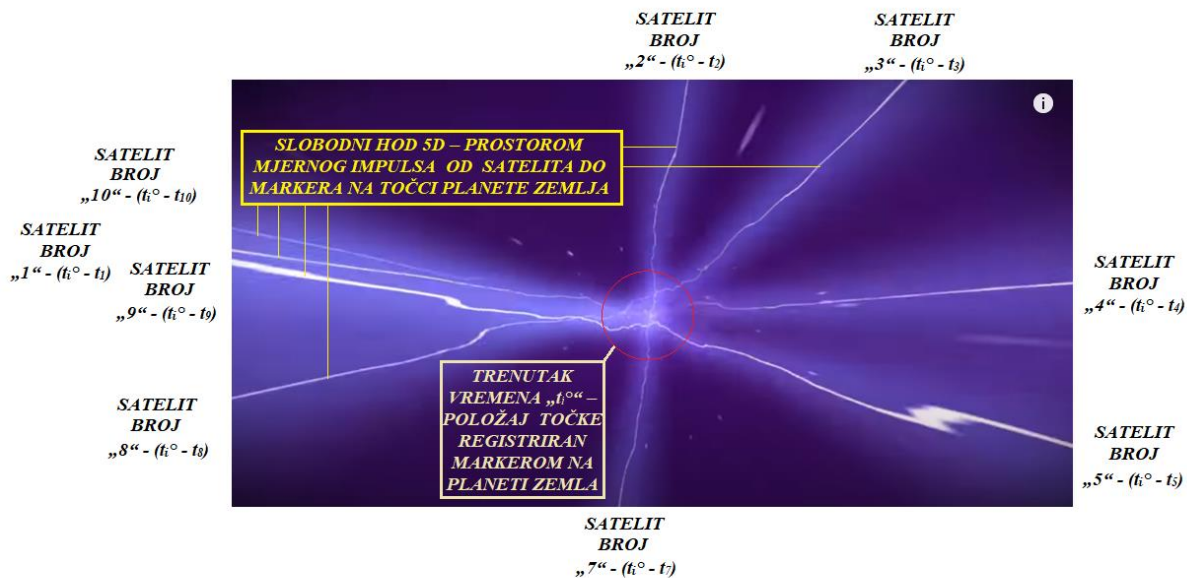 SATELIT
BROJ
„2“ - (tᵢ° - t₂)
SATELIT
BROJ
„3“ - (tᵢ° - t₃)
i
SLOBODNI HOD 5D – PROSTOROM
MJERNOG IMPULSA OD SATELITA DO
MARKERA NA TOČCI PLANETE ZEMLJA
SATELIT
BROJ
„10“ - (tᵢ° - t₁₀)
SATELIT
BROJ
„1“ - (tᵢ° - t₁)
SATELIT
BROJ
„9“ - (tᵢ° - t₉)
SATELIT
BROJ
„4“ - (tᵢ° - t₄)
TRENUTAK
VREMENA „tᵢ°“ –
POLOŽAJ TOČKE
REGISTRIRAN
MARKEROM NA
PLANETI ZEMLA
SATELIT
BROJ
„8“ - (tᵢ° - t₈)
SATELIT
BROJ
„5“ - (tᵢ° - t₅)
SATELIT
BROJ
„7“ - (tᵢ° - t₇)